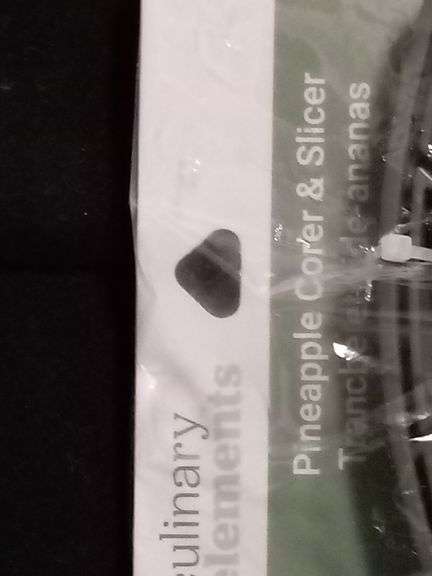 culinary
elements
Pineapple Corer & Slicer
ananas